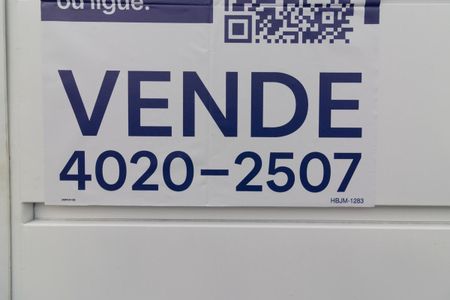 ou ligue.
VENDE
4020-2507
HBJM-1283